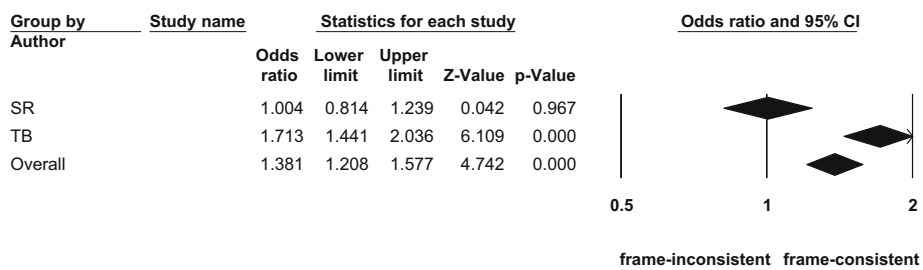 Group by Study name Statistics for each study Odds ratio and 95% CI
Author
Odds Lower Upper
ratio limit limit Z-Value p-Value
SR 1.004 0.814 1.239 0.042 0.967
TB 1.713 1.441 2.036 6.109 0.000
Overall 1.381 1.208 1.577 4.742 0.000
0.5 1 2
frame-inconsistent frame-consistent